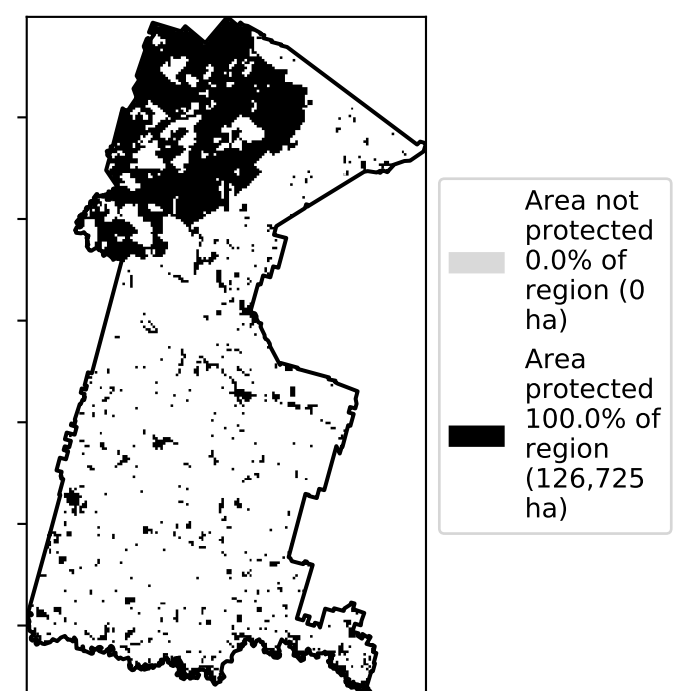 Area not
protected
0.0% of
region (0
ha)
Area
protected
100.0% of
region
(126,725
ha)